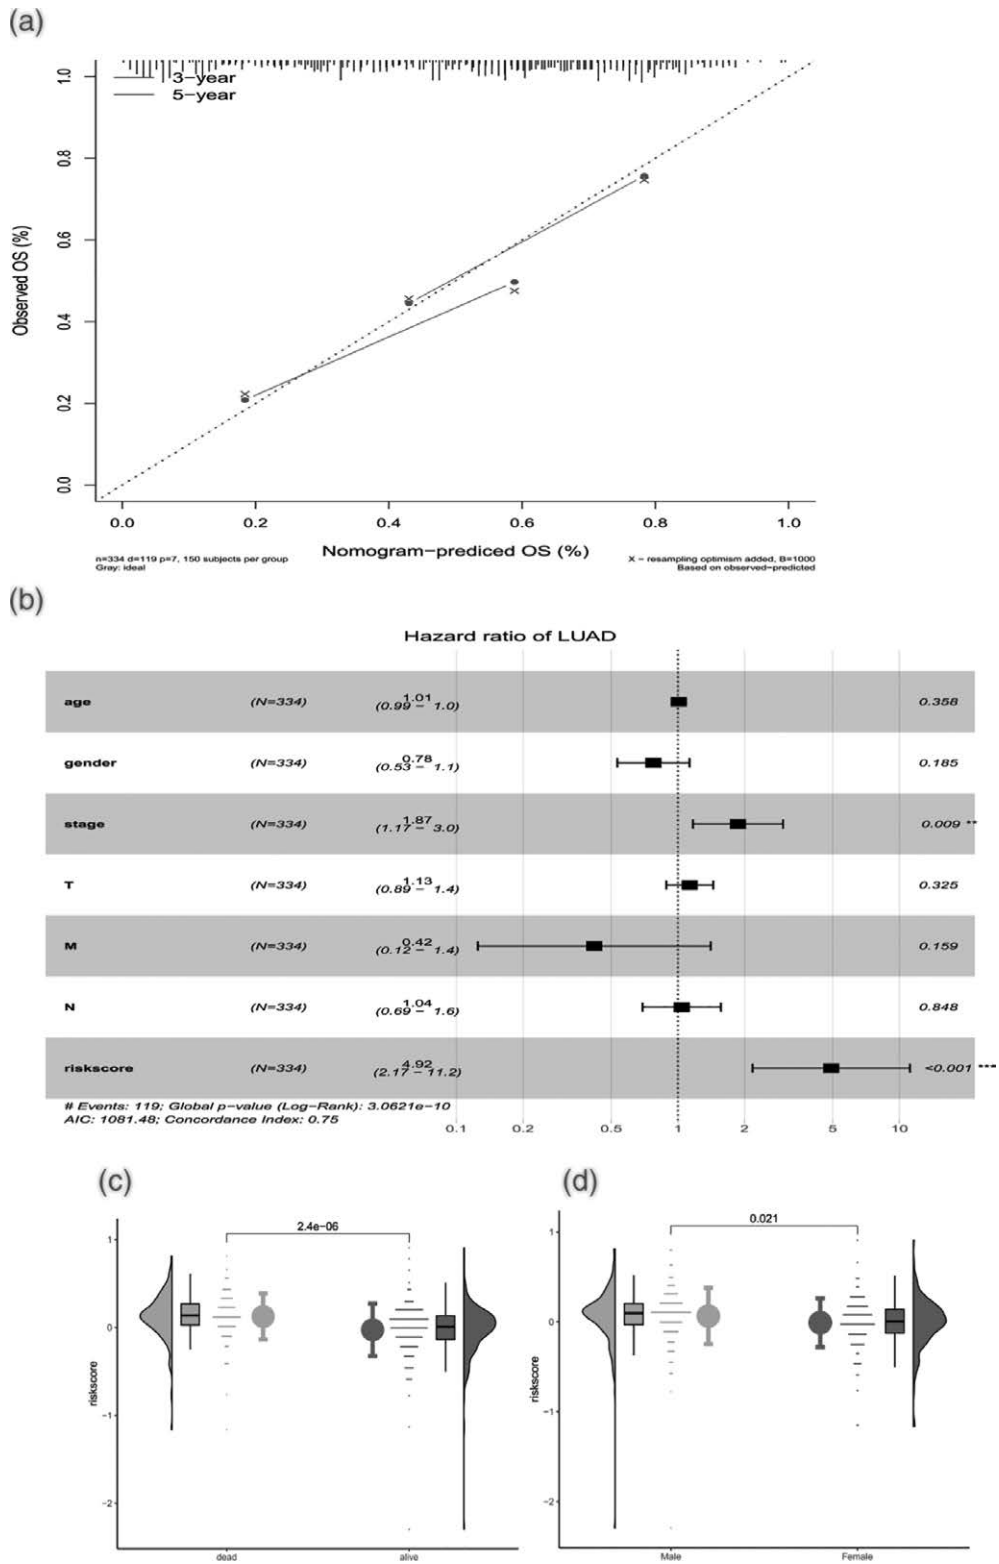 (a)
3-year
5-year
1.0
0.8
0.6
0.4
0.2
0.0
Observed OS (%)
0.0 0.2 0.4 0.6 0.8 1.0
Nomogram-prediced OS (%)
n=334 d=119 p=7, 150 subjects per group
Gray: ideal
X - resampling optimism added, B=1000
Based on observed-predicted
(b)
Hazard ratio of LUAD
age (N=334) 1.01 0.358
(0.99 - 1.0)
gender (N=334) 0.78 0.185
(0.53 - 1.1)
stage (N=334) 1.87 0.009 **
(1.17 - 3.0)
T (N=334) 1.13 0.325
(0.89 - 1.4)
M (N=334) 0.42 0.159
(0.12 - 1.4)
N (N=334) 1.04 0.848
(0.69 - 1.6)
riskscore (N=334) 4.92 <0.001 ***
(2.17 - 11.2)
# Events: 119; Global p-value (Log-Rank): 3.0621e-10
AIC: 1081.48; Concordance Index: 0.75
0.1 0.2 0.5 1 2 5 10
(c)
2.4e-06
1
0
-1
-2
riskscore
dead alive
(d)
0.021
1
0
-1
-2
riskscore
Male Female